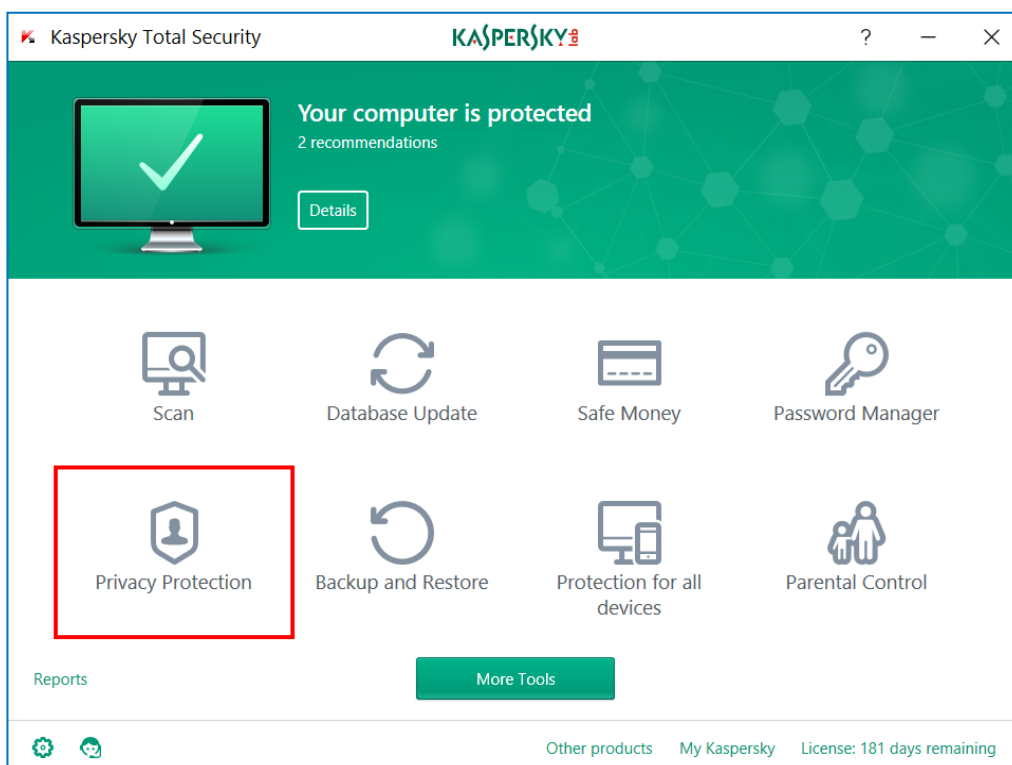 Kaspersky Total Security
KASPERSKY lab
?
Your computer is protected
2 recommendations
Details
Scan
Database Update
Safe Money
Password Manager
Privacy Protection
Backup and Restore
Protection for all
devices
Parental Control
Reports
More Tools
Other products
My Kaspersky
License: 181 days remaining